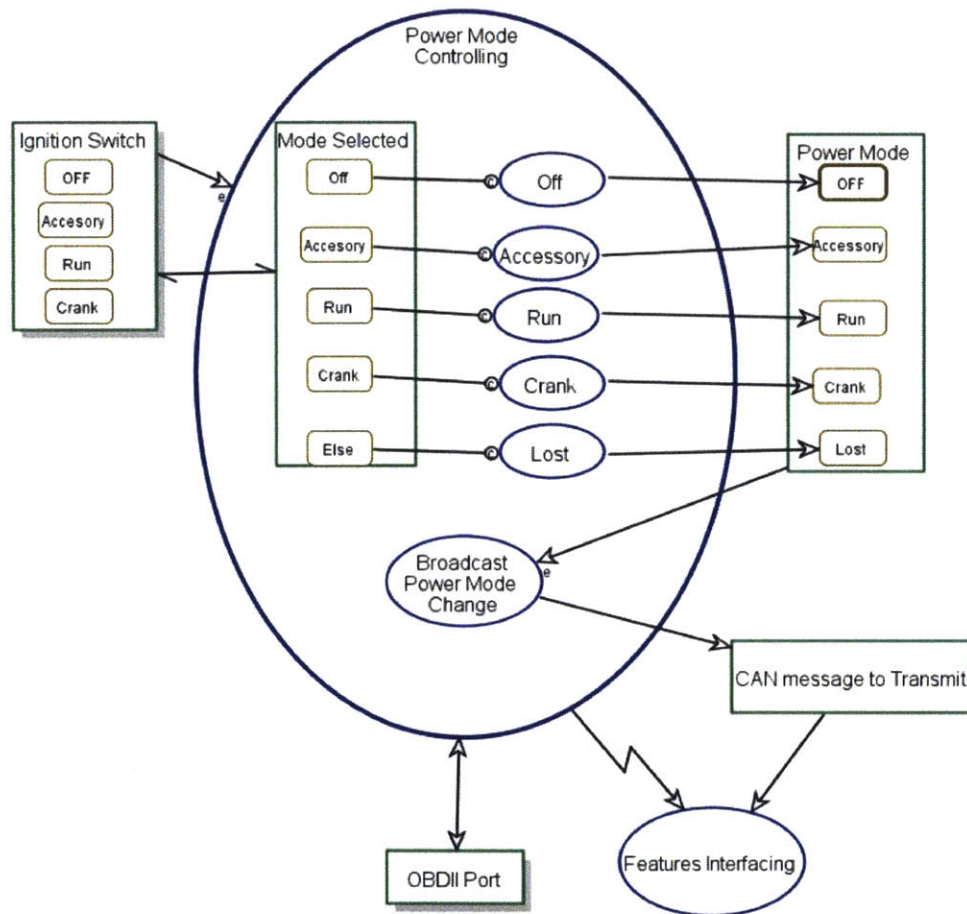 Power Mode
Controlling
Ignition Switch
OFF
Accesory
Run
Crank
e
Mode Selected
Off
Accesory
Run
Crank
Else
c
Off
c
Accessory
c
Run
c
Crank
c
Lost
Power Mode
OFF
Accessory
Run
Crank
Lost
Broadcast
Power Mode
Change
e
CAN message to Transmit
OBDII Port
Features Interfacing